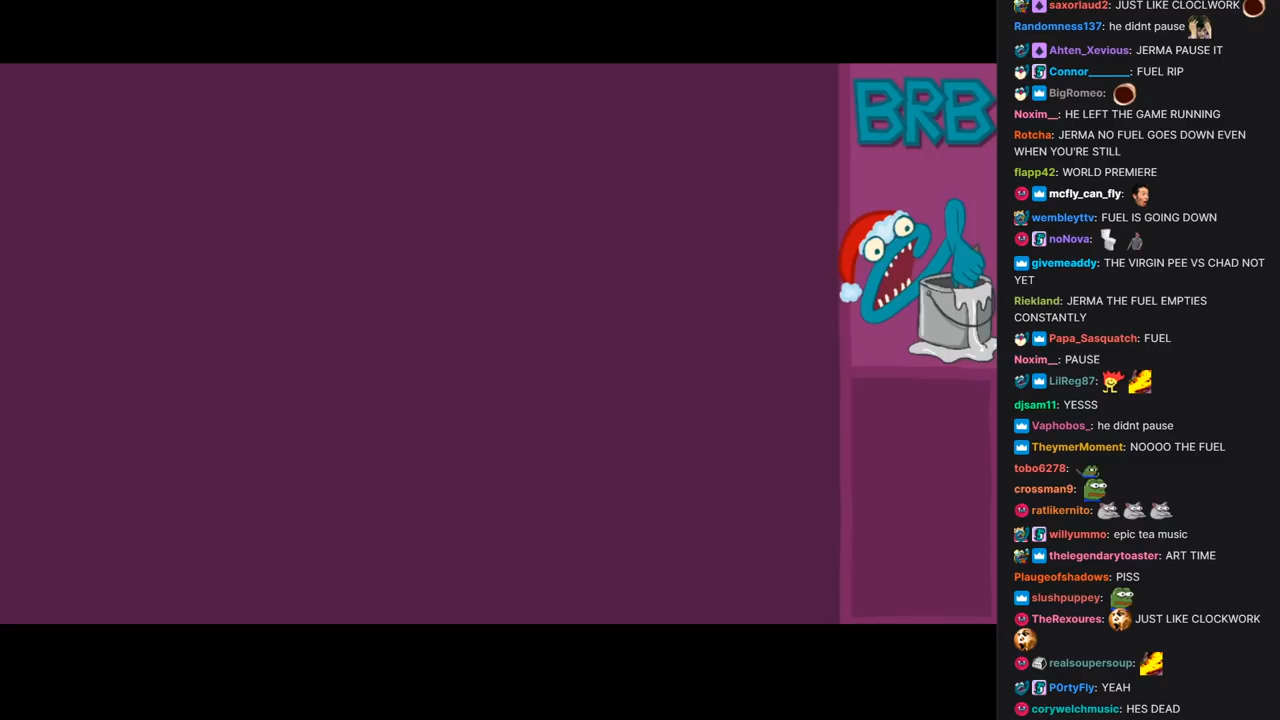 BRB
saxorlaud2: JUST LIKE CLOCLWORK
Randomness137: he didnt pause
Ahten_Xevious: JERMA PAUSE IT
Connor________: FUEL RIP
BigRomeo:
Noxim__: HE LEFT THE GAME RUNNING
Rotcha: JERMA NO FUEL GOES DOWN EVEN
WHEN YOU'RE STILL
flapp42: WORLD PREMIERE
mcfly_can_fly:
wembleyttv: FUEL IS GOING DOWN
noNova:
givemeaddy: THE VIRGIN PEE VS CHAD NOT
YET
Riekland: JERMA THE FUEL EMPTIES
CONSTANTLY
Papa_Sasquatch: FUEL
Noxim__: PAUSE
LilReg87:
djsam11: YESSS
Vaphobos_: he didnt pause
TheymerMoment: NOOOO THE FUEL
tobo6278:
crossman9:
ratlikernito:
willyummo: epic tea music
thelegendarytoaster: ART TIME
Plaugeofshadows: PISS
slushpuppey:
TheRexoures: JUST LIKE CLOCKWORK
realsoupersoup:
P0rtyFly: YEAH
corywelchmusic: HES DEAD